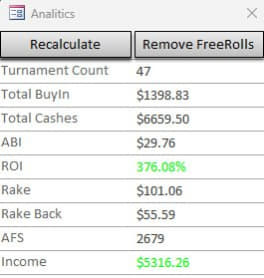 Analitics
Recalculate Remove FreeRolls
Turnament Count 47
Total BuyIn $1398.83
Total Cashes $6659.50
ABI $29.76
ROI 376.08%
Rake $101.06
Rake Back $55.59
AFS 2679
Income $5316.26